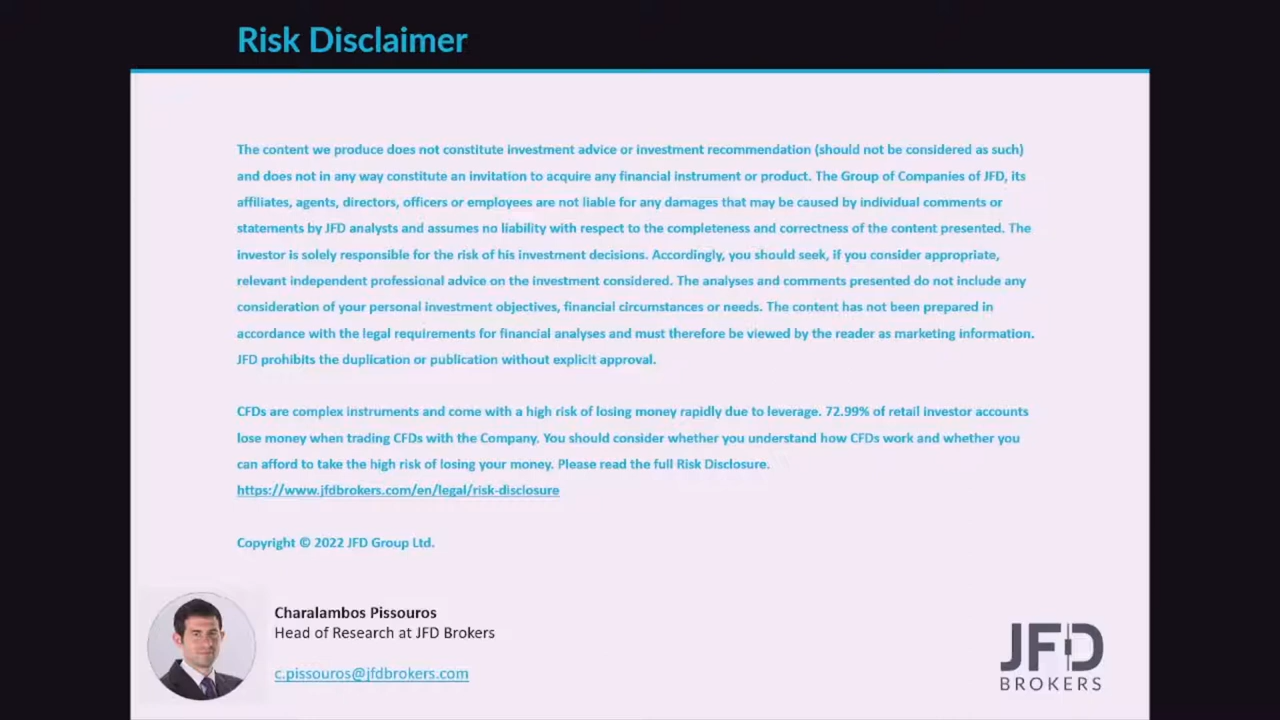 Risk Disclaimer
The content we produce does not constitute investment advice or investment recommendation (should not be considered as such)
and does not in any way constitute an invitation to acquire any financial instrument or product. The Group of Companies of JFD, its
affiliates, agents, directors, officers or employees are not liable for any damages that may be caused by individual comments or
statements by JFD analysts and assumes no liability with respect to the completeness and correctness of the content presented. The
investor is solely responsible for the risk of his investment decisions. Accordingly, you should seek, if you consider appropriate,
relevant independent professional advice on the investment considered. The analyses and comments presented do not include any
consideration of your personal investment objectives, financial circumstances or needs. The content has not been prepared in
accordance with the legal requirements for financial analyses and must therefore be viewed by the reader as marketing information.
JFD prohibits the duplication or publication without explicit approval.
CFDs are complex instruments and come with a high risk of losing money rapidly due to leverage. 72.99% of retail investor accounts
lose money when trading CFDs with the Company. You should consider whether you understand how CFDs work and whether you
can afford to take the high risk of losing your money. Please read the full Risk Disclosure.
https://www.jfdbrokers.com/en/legal/risk-disclosure
Copyright © 2022 JFD Group Ltd.
Charalambos Pissouros
Head of Research at JFD Brokers
c.pissouros@jfdbrokers.com
JFD
BROKERS